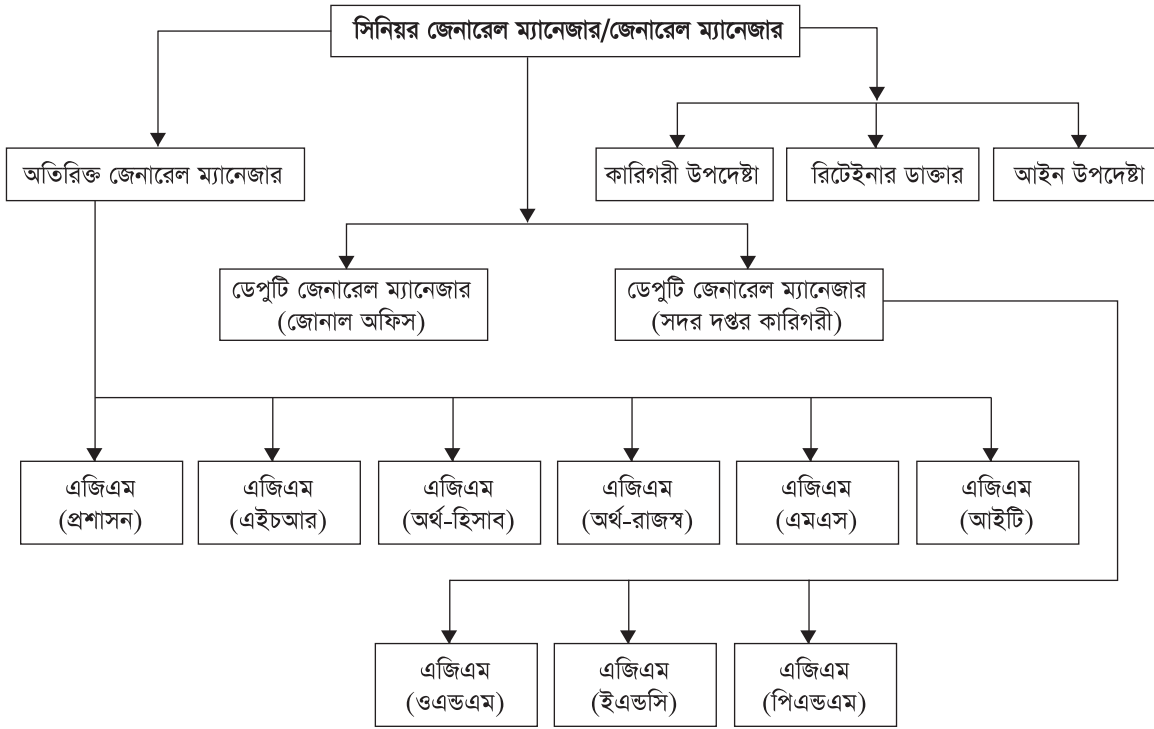 সিনিয়র জেনারেল ম্যানেজার/জেনারেল ম্যানেজার
অতিরিক্ত জেনারেল ম্যানেজার
কারিগরী উপদেষ্টা
রিটেইনার ডাক্তার
আইন উপদেষ্টা
ডেপুটি জেনারেল ম্যানেজার
(জোনাল অফিস)
ডেপুটি জেনারেল ম্যানেজার
(সদর দপ্তর কারিগরী)
এজিএম
(প্রশাসন)
এজিএম
(এইচআর)
এজিএম
(অর্থ-হিসাব)
এজিএম
(অর্থ-রাজস্ব)
এজিএম
(এমএস)
এজিএম
(আইটি)
এজিএম
(ওএন্ডএম)
এজিএম
(ইএন্ডসি)
এজিএম
(পিএন্ডএম)